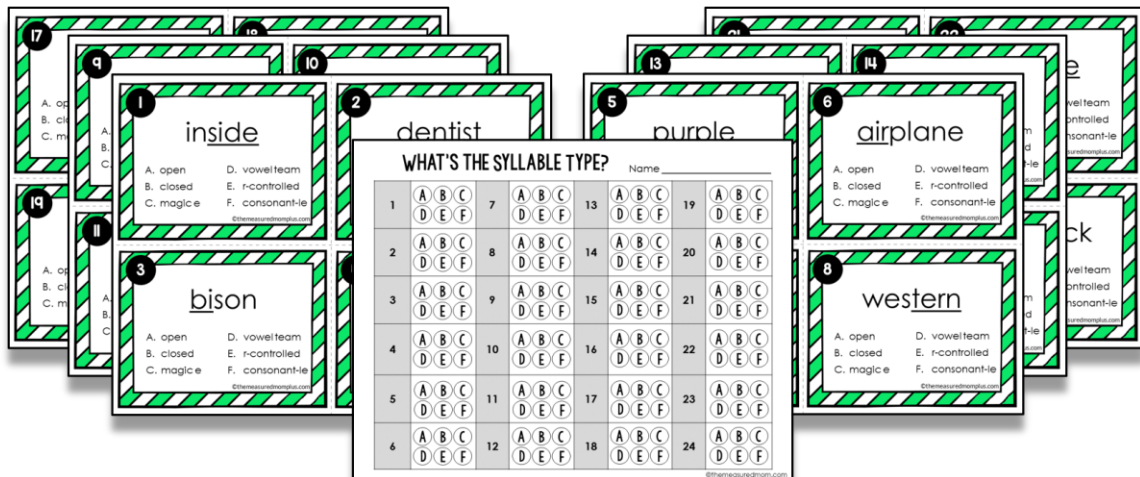 17
18
9
10
1
inside
A. open
B. closed
C. magic e
D. vowel team
E. r-controlled
F. consonant-le
©themeasuredmomplus.com
2
dentist
19
11
3
bison
A. open
B. closed
C. magic e
D. vowel team
E. r-controlled
F. consonant-le
©themeasuredmomplus.com
21
22
13
14
5
purple
6
airplane
A. open
B. closed
C. magic e
D. vowel team
E. r-controlled
F. consonant-le
©themeasuredmomplus.com
8
western
A. open
B. closed
C. magic e
D. vowel team
E. r-controlled
F. consonant-le
©themeasuredmomplus.com
WHAT'S THE SYLLABLE TYPE? Name
1 A B C 7 A B C 13 A B C 19 A B C
D E F D E F D E F D E F
2 A B C 8 A B C 14 A B C 20 A B C
D E F D E F D E F D E F
3 A B C 9 A B C 15 A B C 21 A B C
D E F D E F D E F D E F
4 A B C 10 A B C 16 A B C 22 A B C
D E F D E F D E F D E F
5 A B C 11 A B C 17 A B C 23 A B C
D E F D E F D E F D E F
6 A B C 12 A B C 18 A B C 24 A B C
D E F D E F D E F D E F
©themeasuredmom.com